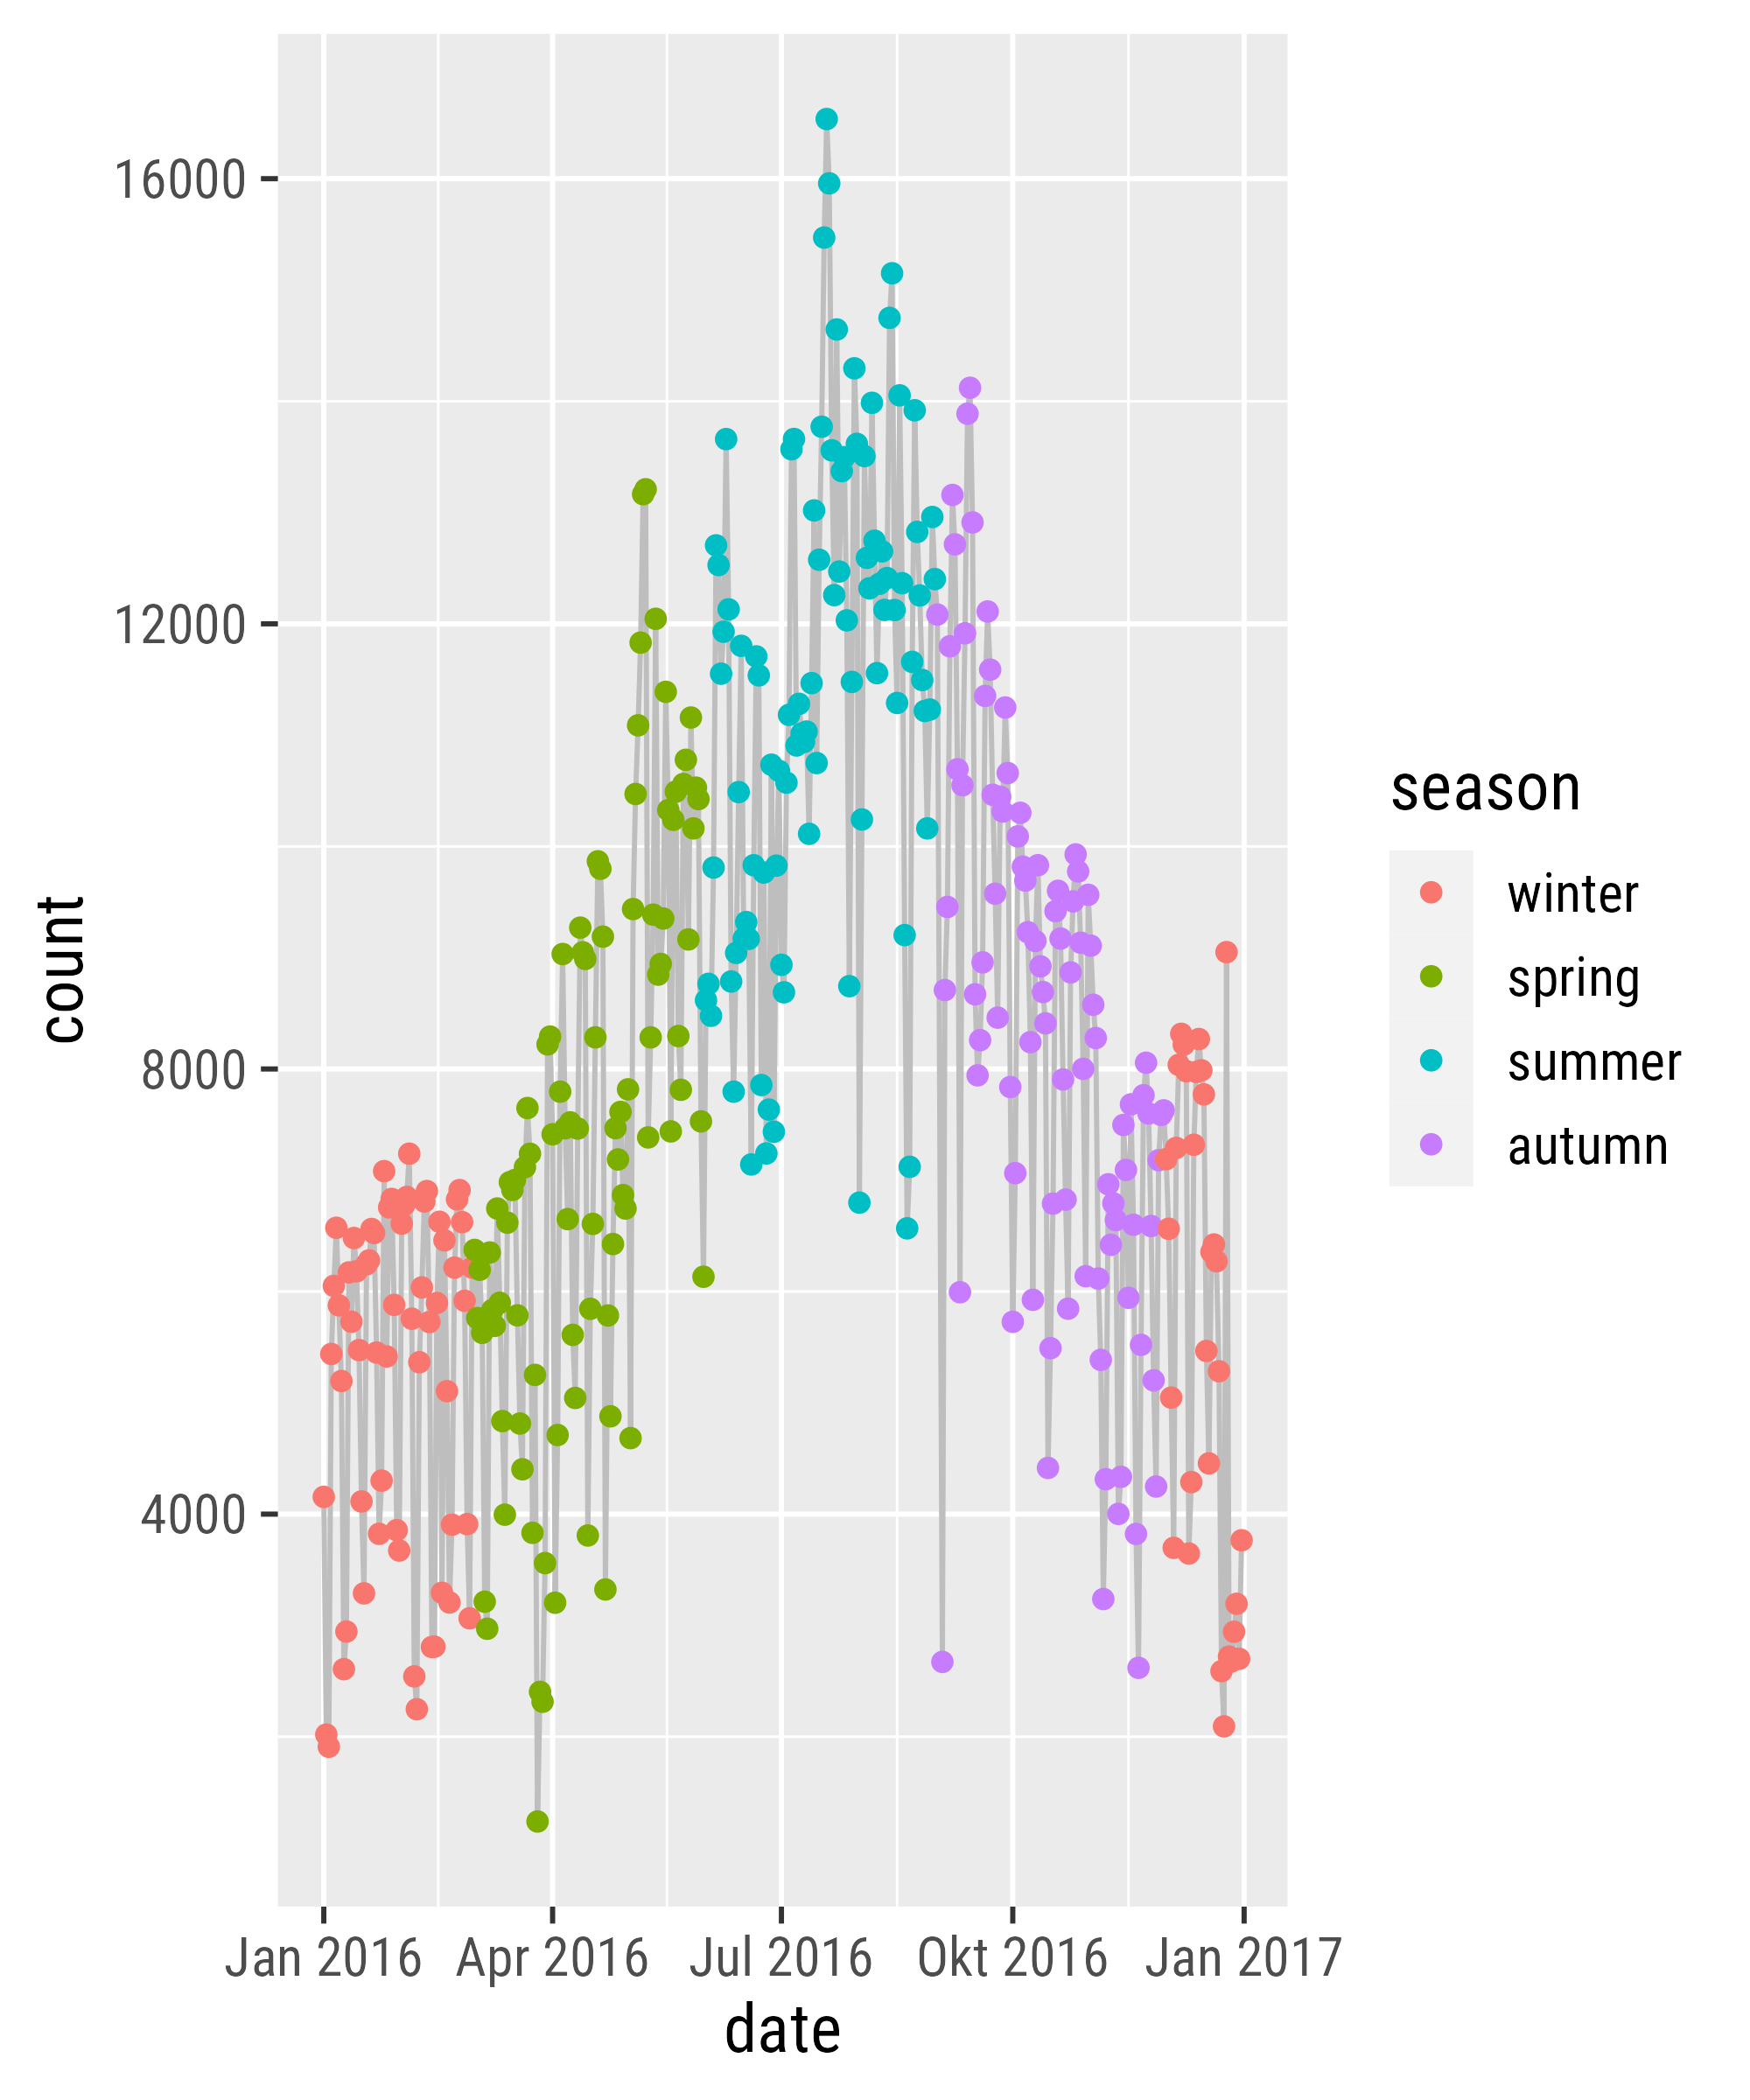 16000
12000
8000
4000
count
Jan 2016 Apr 2016 Jul 2016 Okt 2016 Jan 2017
date
season
winter
spring
summer
autumn